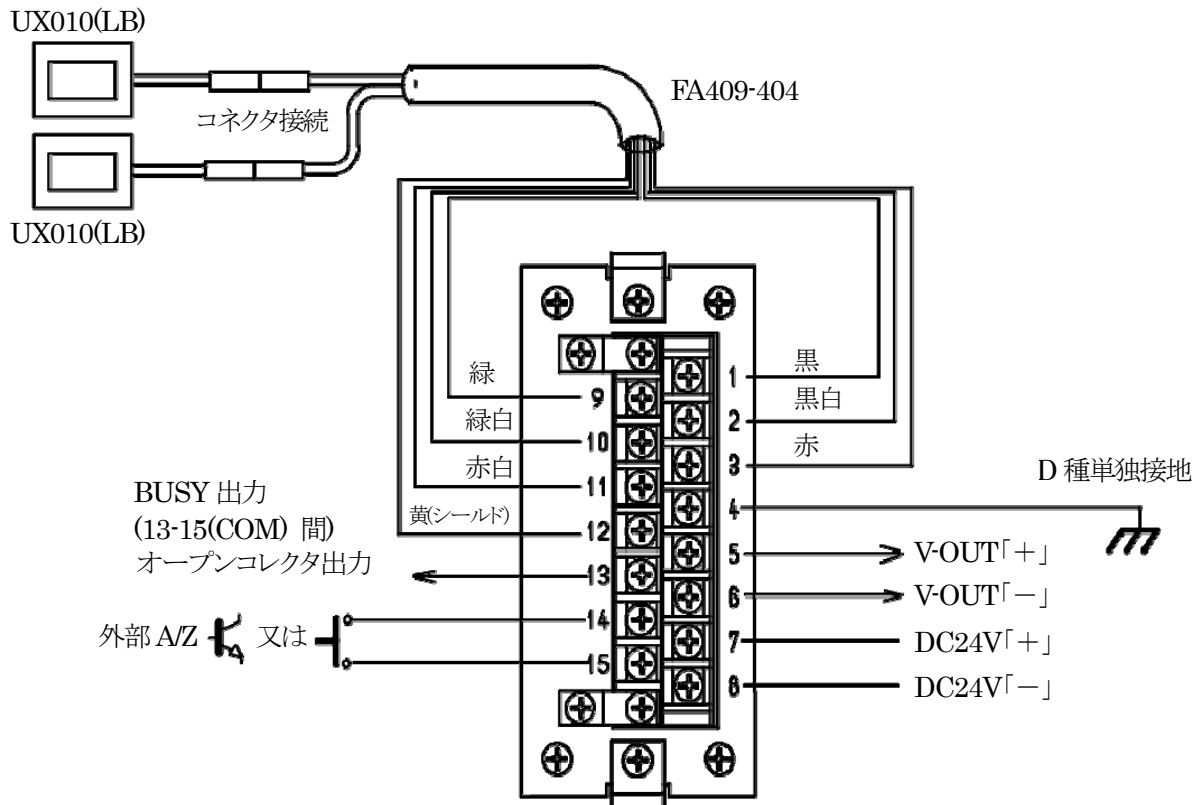 UX010(LB)
FA409-404
コネクタ接続
UX010(LB)
緑
9
緑白
10
赤白
11
黄(シールド)
12
BUSY 出力
(13-15(COM) 間)
オープンコレクタ出力
13
外部 A/Z 又は
14
15
1
黒
2
黒白
3
赤
4
D 種単独接地
5
V-OUT「+」
6
V-OUT「−」
7
DC24V「+」
8
DC24V「−」